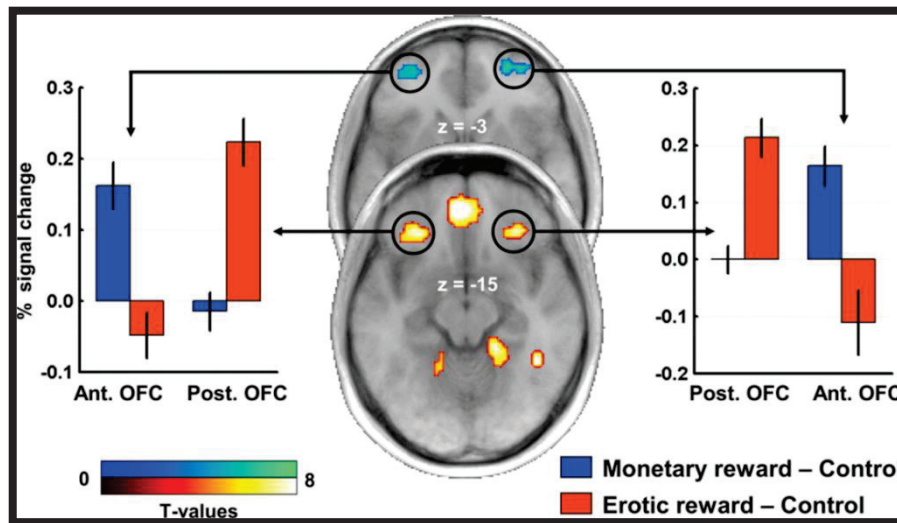 0.3
0.2
0.1
0.0
-0.1
% signal change
Ant. OFC Post. OFC
z = -3
z = -15
0.3
0.2
0.1
0.0
-0.1
-0.2
Post. OFC Ant. OFC
0 8
T-values
Monetary reward – Control
Erotic reward – Control